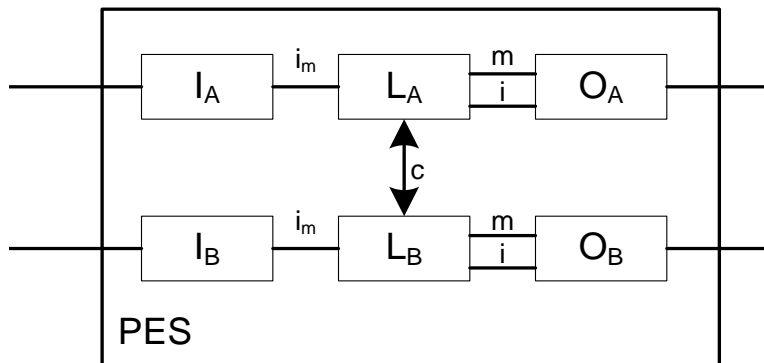 i_m m
I_A L_A i O_A
c
i_m m
I_B L_B i O_B
PES